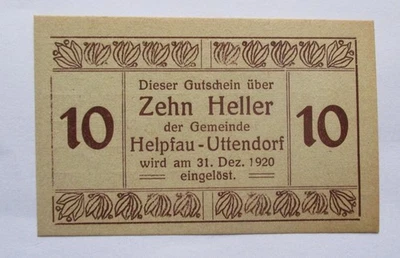 Dieser Gutschein über
10 Zehn Heller 10
der Gemeinde
Helpfau-Uttendorf
wird am 31. Dez. 1920
eingelöst.